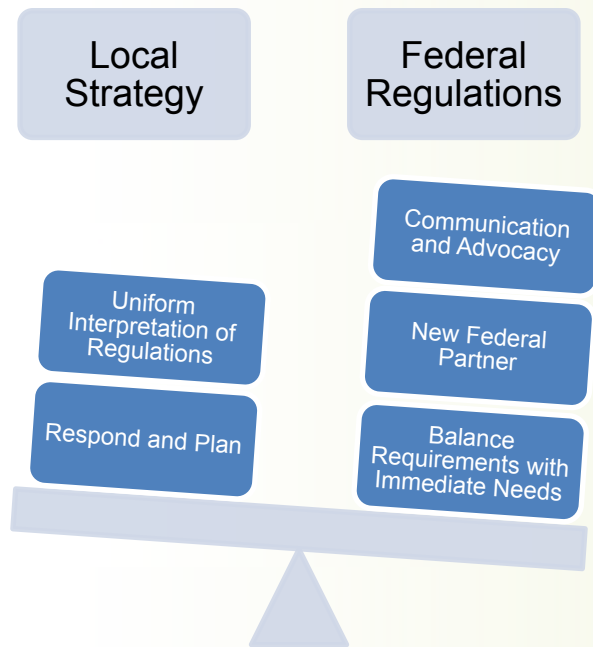 Local
Strategy
Federal
Regulations
Communication
and Advocacy
Uniform
Interpretation of
Regulations
New Federal
Partner
Respond and Plan
Balance
Requirements with
Immediate Needs